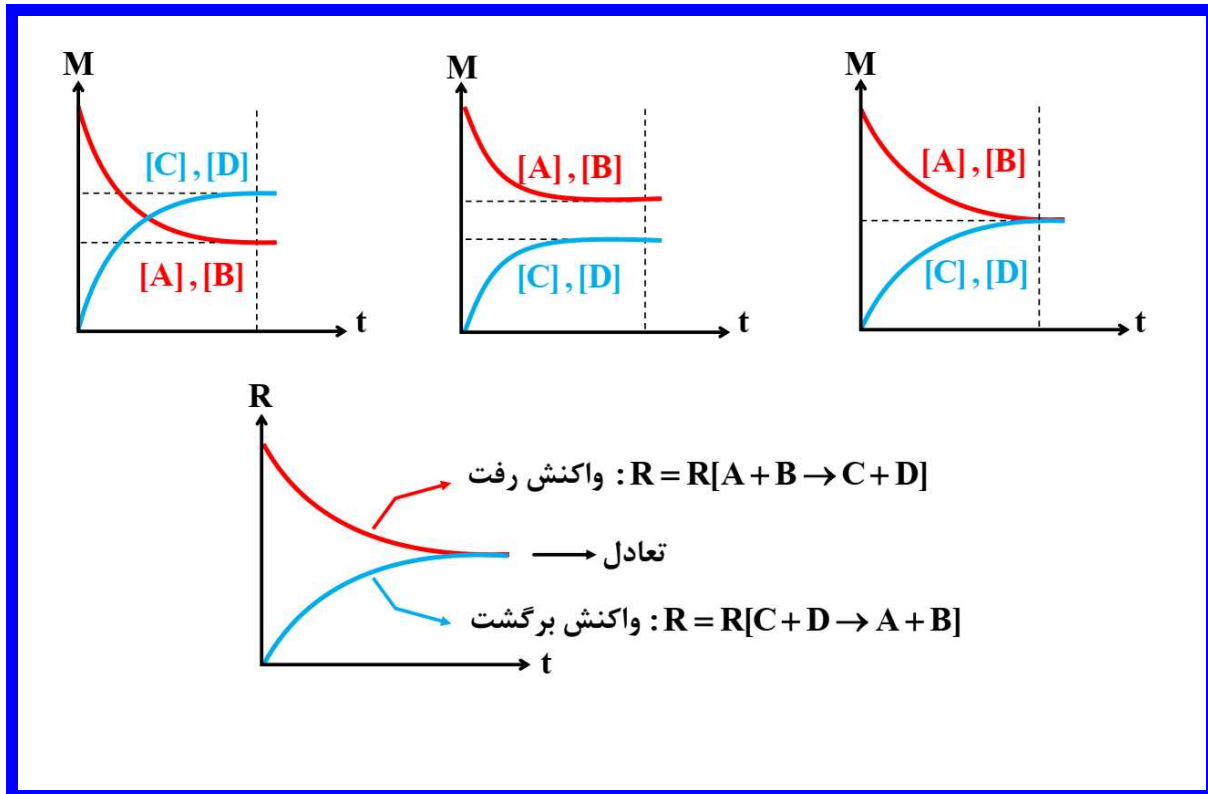 M
[C] , [D]
[A] , [B]
t
M
[A] , [B]
[C] , [D]
t
M
[A] , [B]
[C] , [D]
t
R
واکنش رفت : R = R[A + B → C + D]
تعادل
واکنش برگشت : R = R[C + D → A + B]
t